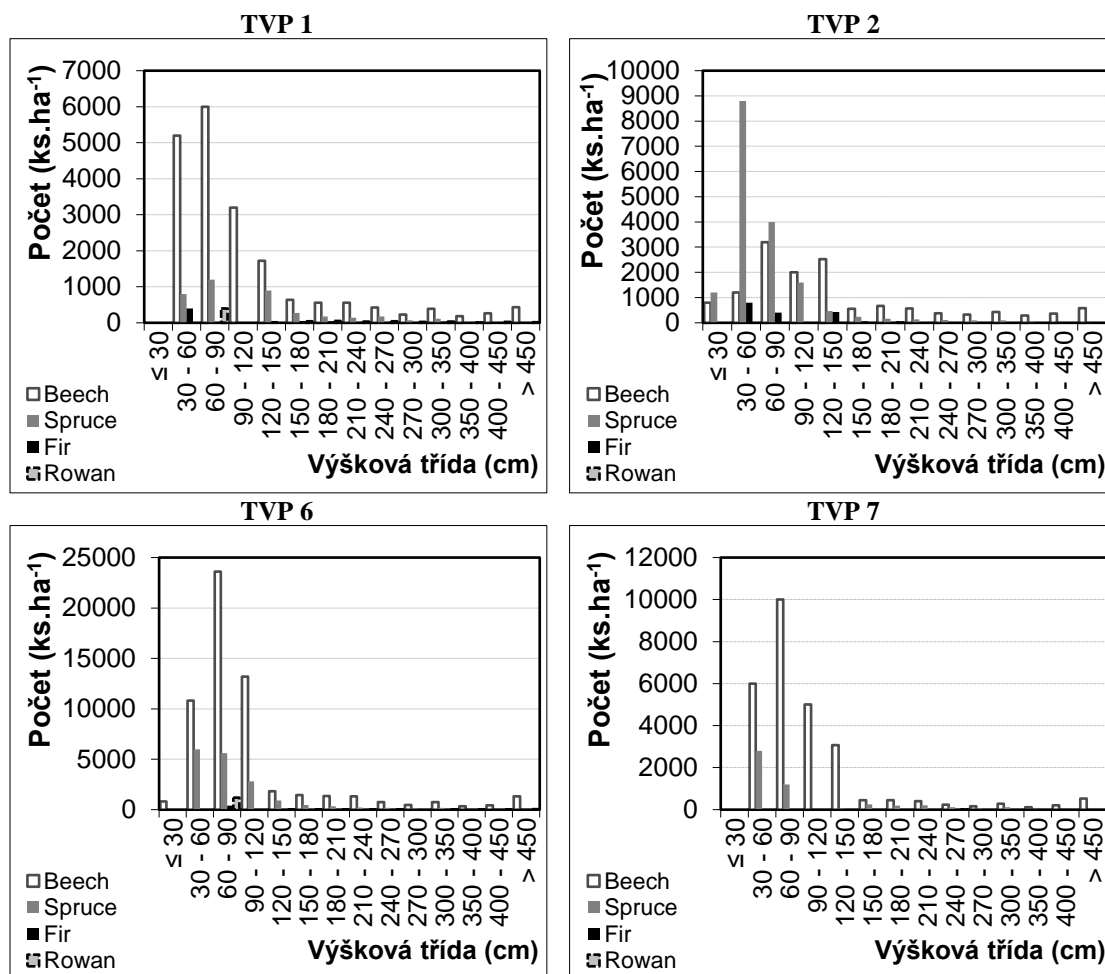 TVP 1
Počet (ks.ha-1)
7000
6000
5000
4000
3000
2000
1000
0
≤ 30
30 - 60
60 - 90
90 - 120
120 - 150
150 - 180
180 - 210
210 - 240
240 - 270
270 - 300
300 - 350
350 - 400
400 - 450
> 450
Beech
Spruce
Fir
Rowan
Výšková třída (cm)
TVP 2
Počet (ks.ha-1)
10000
9000
8000
7000
6000
5000
4000
3000
2000
1000
0
≤ 30
30 - 60
60 - 90
90 - 120
120 - 150
150 - 180
180 - 210
210 - 240
240 - 270
270 - 300
300 - 350
350 - 400
400 - 450
> 450
Beech
Spruce
Fir
Rowan
Výšková třída (cm)
TVP 6
Počet (ks.ha-1)
25000
20000
15000
10000
5000
0
≤ 30
30 - 60
60 - 90
90 - 120
120 - 150
150 - 180
180 - 210
210 - 240
240 - 270
270 - 300
300 - 350
350 - 400
400 - 450
> 450
Beech
Spruce
Fir
Rowan
Výšková třída (cm)
TVP 7
Počet (ks.ha-1)
12000
10000
8000
6000
4000
2000
0
≤ 30
30 - 60
60 - 90
90 - 120
120 - 150
150 - 180
180 - 210
210 - 240
240 - 270
270 - 300
300 - 350
350 - 400
400 - 450
> 450
Beech
Spruce
Fir
Rowan
Výšková třída (cm)